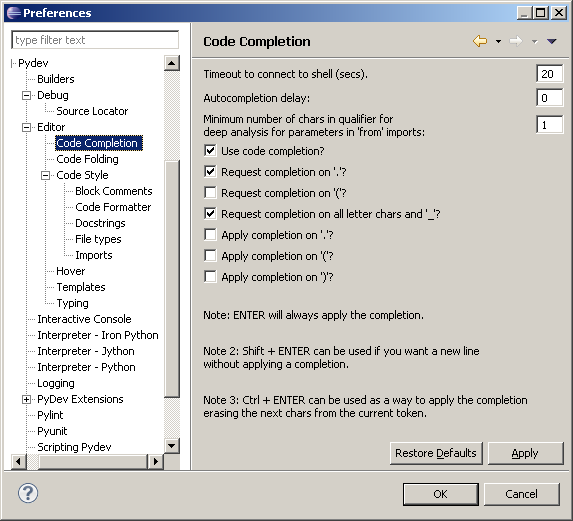 Preferences
type filter text
Pydev
Builders
Debug
Source Locator
Editor
Code Completion
Code Folding
Code Style
Block Comments
Code Formatter
Docstrings
File types
Imports
Hover
Templates
Typing
Interactive Console
Interpreter - Iron Python
Interpreter - Jython
Interpreter - Python
Logging
PyDev Extensions
Pylint
Pyunit
Scripting Pydev
Code Completion
Timeout to connect to shell (secs). 20
Autocompletion delay: 0
Minimum number of chars in qualifier for
deep analysis for parameters in 'from' imports: 1
Use code completion?
Request completion on '.'?
Request completion on '('?
Request completion on all letter chars and '_'?
Apply completion on '.'?
Apply completion on '('?
Apply completion on ')'?
Note: ENTER will always apply the completion.
Note 2: Shift + ENTER can be used if you want a new line
without applying a completion.
Note 3: Ctrl + ENTER can be used as a way to apply the completion
erasing the next chars from the current token.
Restore Defaults Apply
? OK Cancel